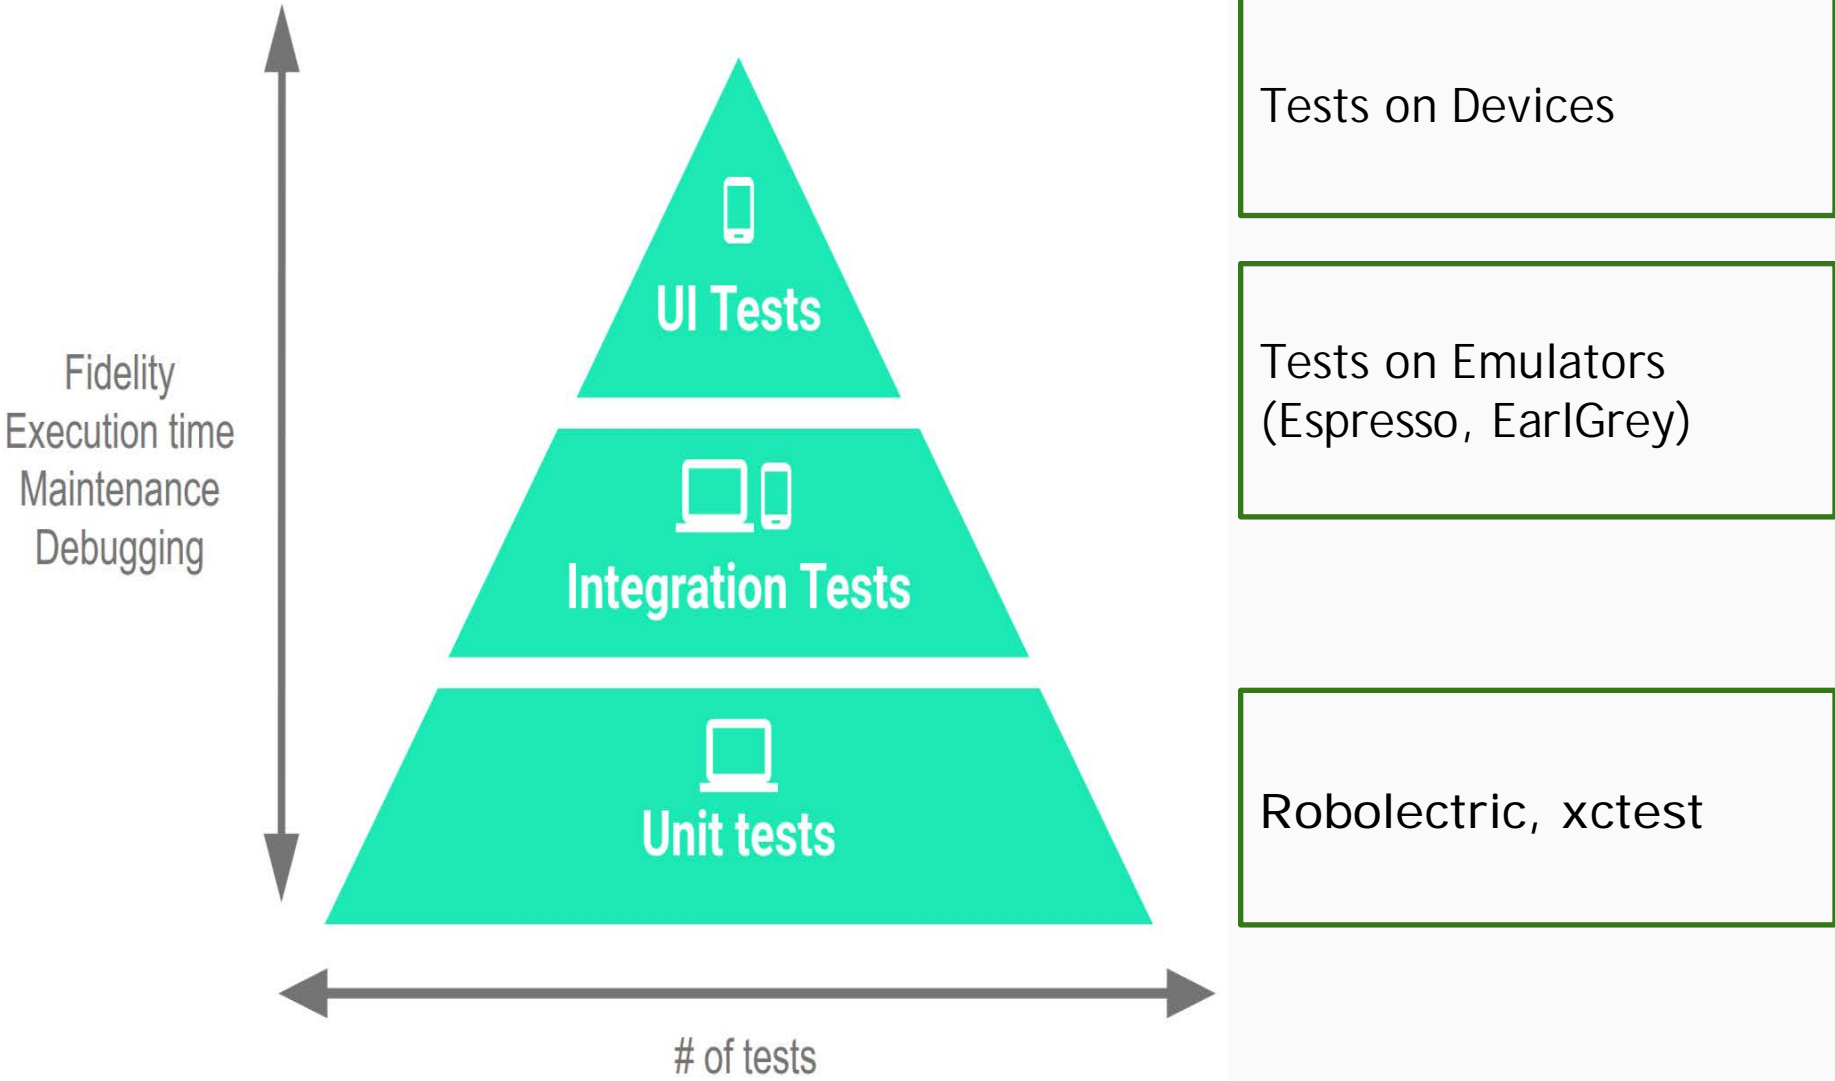 Tests on Devices
UI Tests
Tests on Emulators
(Espresso, EarlGrey)
Fidelity
Execution time
Maintenance
Debugging
Integration Tests
Unit tests
Robolectric, xctest
# of tests